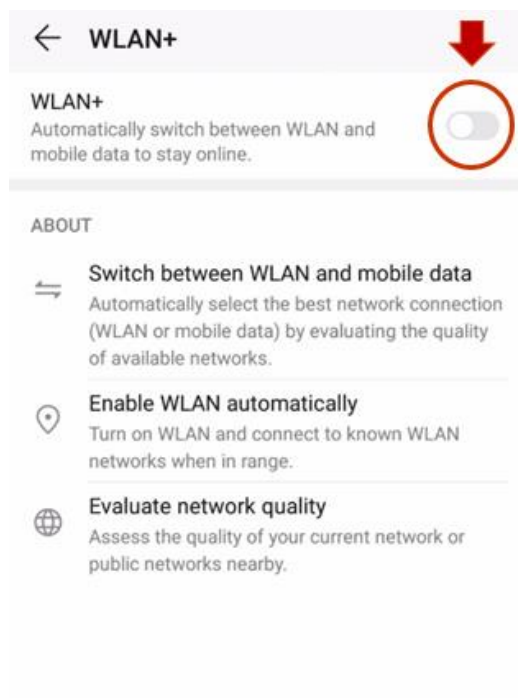 WLAN+
WLAN+
Automatically switch between WLAN and
mobile data to stay online.
ABOUT
Switch between WLAN and mobile data
Automatically select the best network connection
(WLAN or mobile data) by evaluating the quality
of available networks.
Enable WLAN automatically
Turn on WLAN and connect to known WLAN
networks when in range.
Evaluate network quality
Assess the quality of your current network or
public networks nearby.